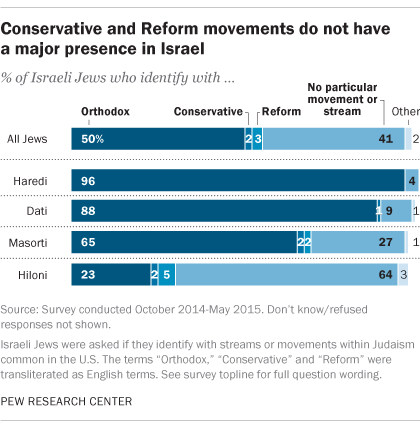 Conservative and Reform movements do not have
a major presence in Israel
% of Israeli Jews who identify with ...
No particular
movement or
stream
Orthodox Conservative Reform Other
All Jews 50% 2 3 41 2
Haredi 96 4
Dati 88 1 9 1
Masorti 65 2 2 27 1
Hiloni 23 2 5 64 3
Source: Survey conducted October 2014-May 2015. Don't know/refused
responses not shown.
Israeli Jews were asked if they identify with streams or movements within Judaism
common in the U.S. The terms "Orthodox," "Conservative" and "Reform" were
transliterated as English terms. See survey topline for full question wording.
PEW RESEARCH CENTER